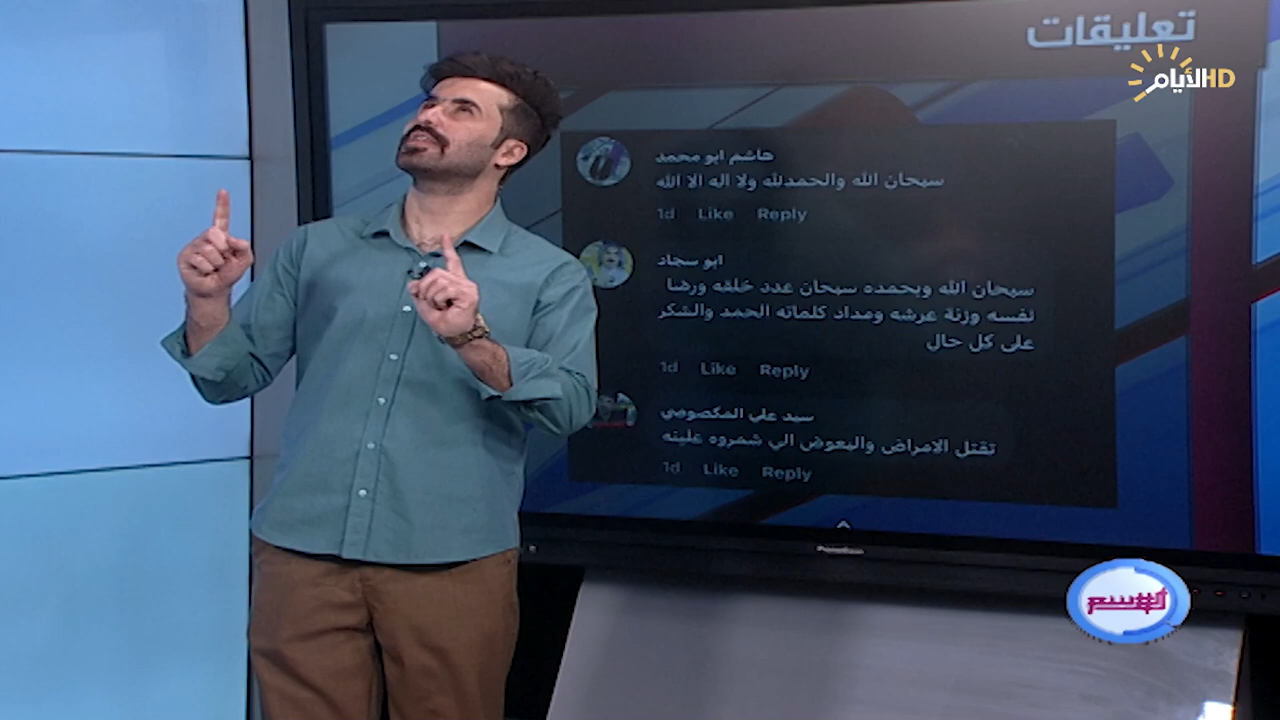 تعليقات
الأيام HD
هاشم ابو محمد
سبحان الله والحمدلله ولا اله الا الله
1d Like Reply
ابو سجاد
سبحان الله وبحمده سبحان عدد خلقه ورضا
نفسه وزنة عرشه ومداد كلماته الحمد والشكر
على كل حال
1d Like Reply
سيد علي المكصوصي
تقتل الامراض والبعوض الي شمروه علينه
1d Like Reply